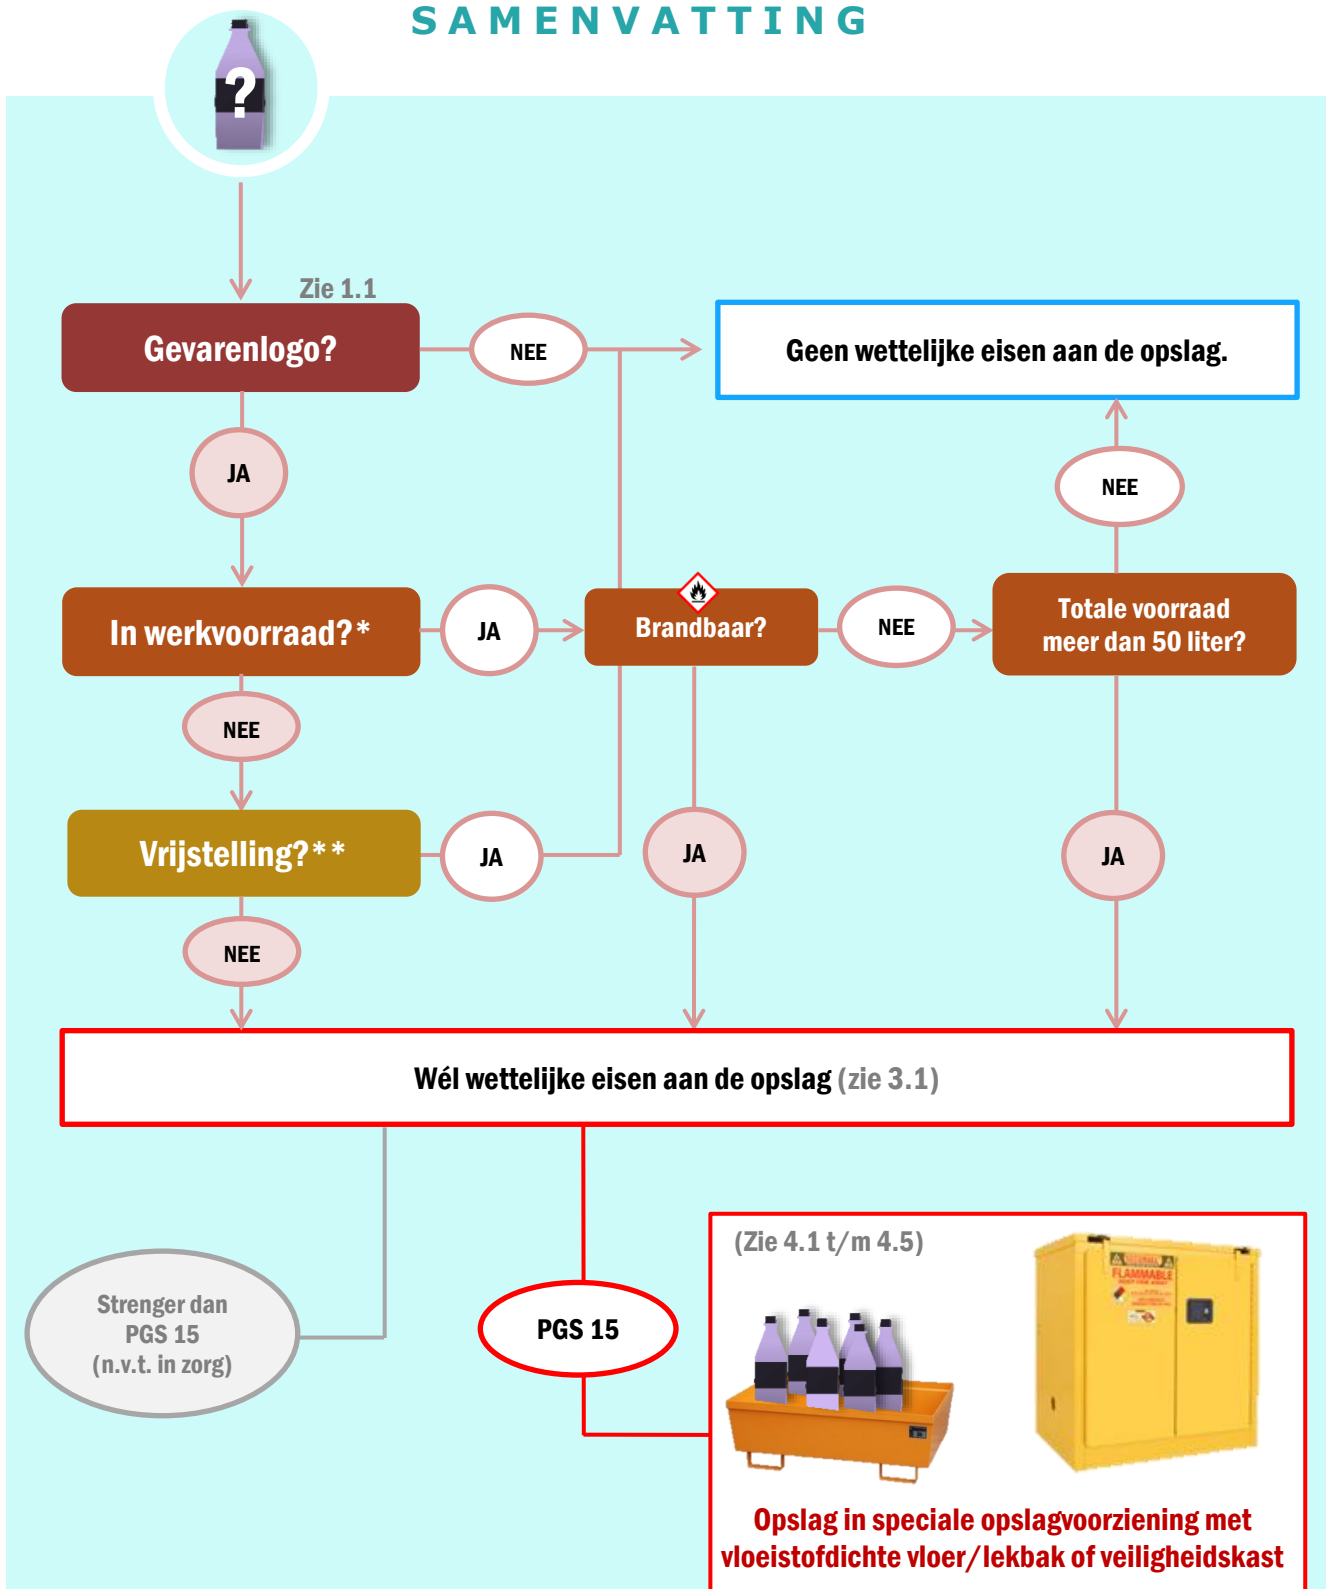 SAMENVATTING
?
Zie 1.1
Gevarenlogo?
NEE
Geen wettelijke eisen aan de opslag.
JA
NEE
In werkvoorraad?*
JA
Brandbaar?
NEE
Totale voorraad
meer dan 50 liter?
NEE
Vrijstelling?**
JA
JA
JA
NEE
Wél wettelijke eisen aan de opslag (zie 3.1)
Strenger dan
PGS 15
(n.v.t. in zorg)
PGS 15
(Zie 4.1 t/m 4.5)
FLAMMABLE
Opslag in speciale opslagvoorziening met
vloeistofdichte vloer/lekbak of veiligheidskast